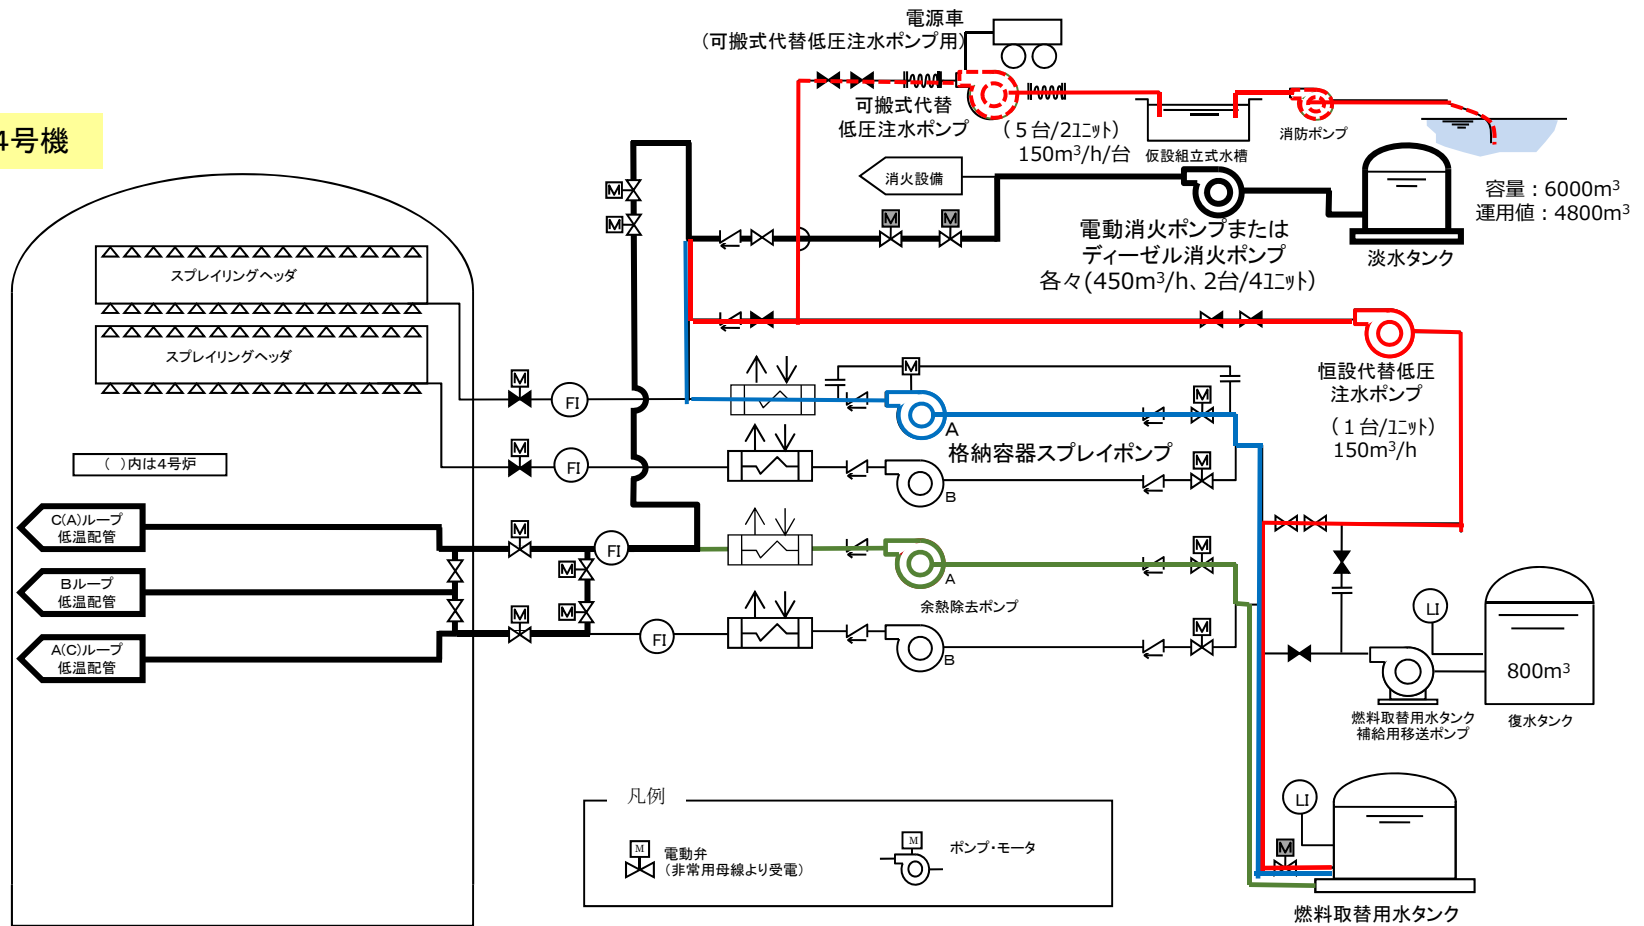 4号機
電源車
(可搬式代替低圧注水ポンプ用)
可搬式代替
低圧注水ポンプ
(5台/2ユニット)
150m³/h/台
仮設組立式水槽
消防ポンプ
消火設備
容量：6000m³
運用値：4800m³
淡水タンク
電動消火ポンプまたは
ディーゼル消火ポンプ
各々(450m³/h、2台/4ユニット)
M
M
M
M
スプレイリングヘッダ
スプレイリングヘッダ
恒設代替低圧
注水ポンプ
(1台/ユニット)
150m³/h
M
FI
M
M
A
格納容器スプレイポンプ
M
FI
M
B
( )内は4号炉
C(A)ループ
低温配管
M
FI
M
M
A
余熱除去ポンプ
Bループ
低温配管
M
M
FI
M
B
A(C)ループ
低温配管
LI
800m³
燃料取替用水タンク
補給用移送ポンプ
復水タンク
凡例
M
電動弁
(非常用母線より受電)
M
ポンプ・モータ
LI
M
燃料取替用水タンク